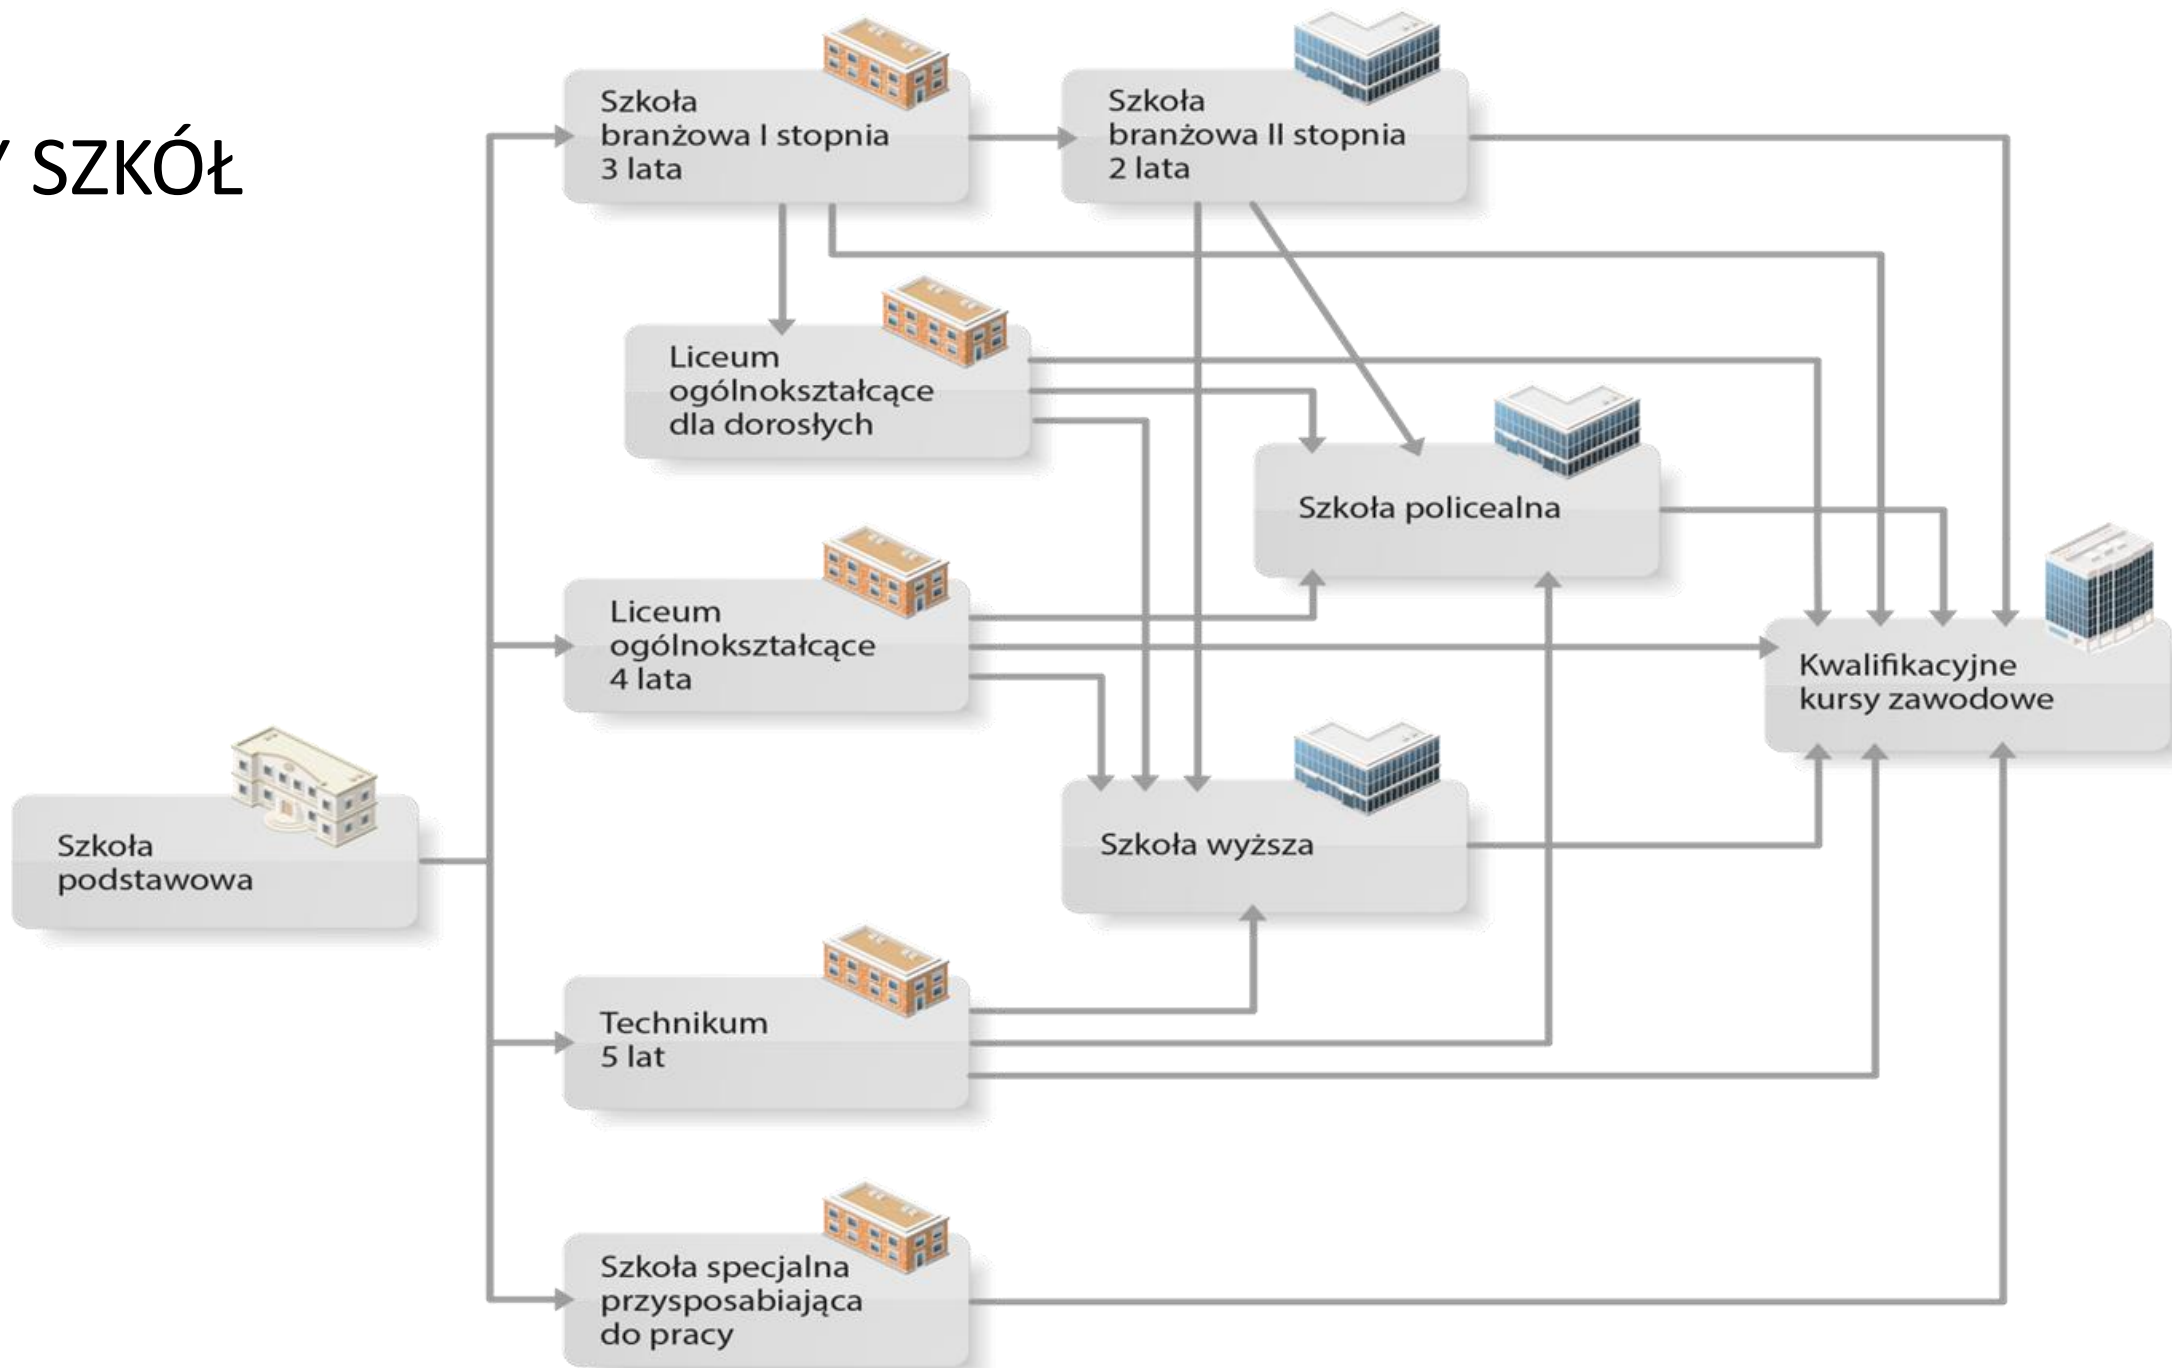 Y SZKÓŁ
Szkoła
branżowa I stopnia
3 lata
Szkoła
branżowa II stopnia
2 lata
Liceum
ogólnokształcące
dla dorosłych
Szkoła policealna
Liceum
ogólnokształcące
4 lata
Kwalifikacyjne
kursy zawodowe
Szkoła
podstawowa
Szkoła wyższa
Technikum
5 lat
Szkoła specjalna
przysposabiająca
do pracy